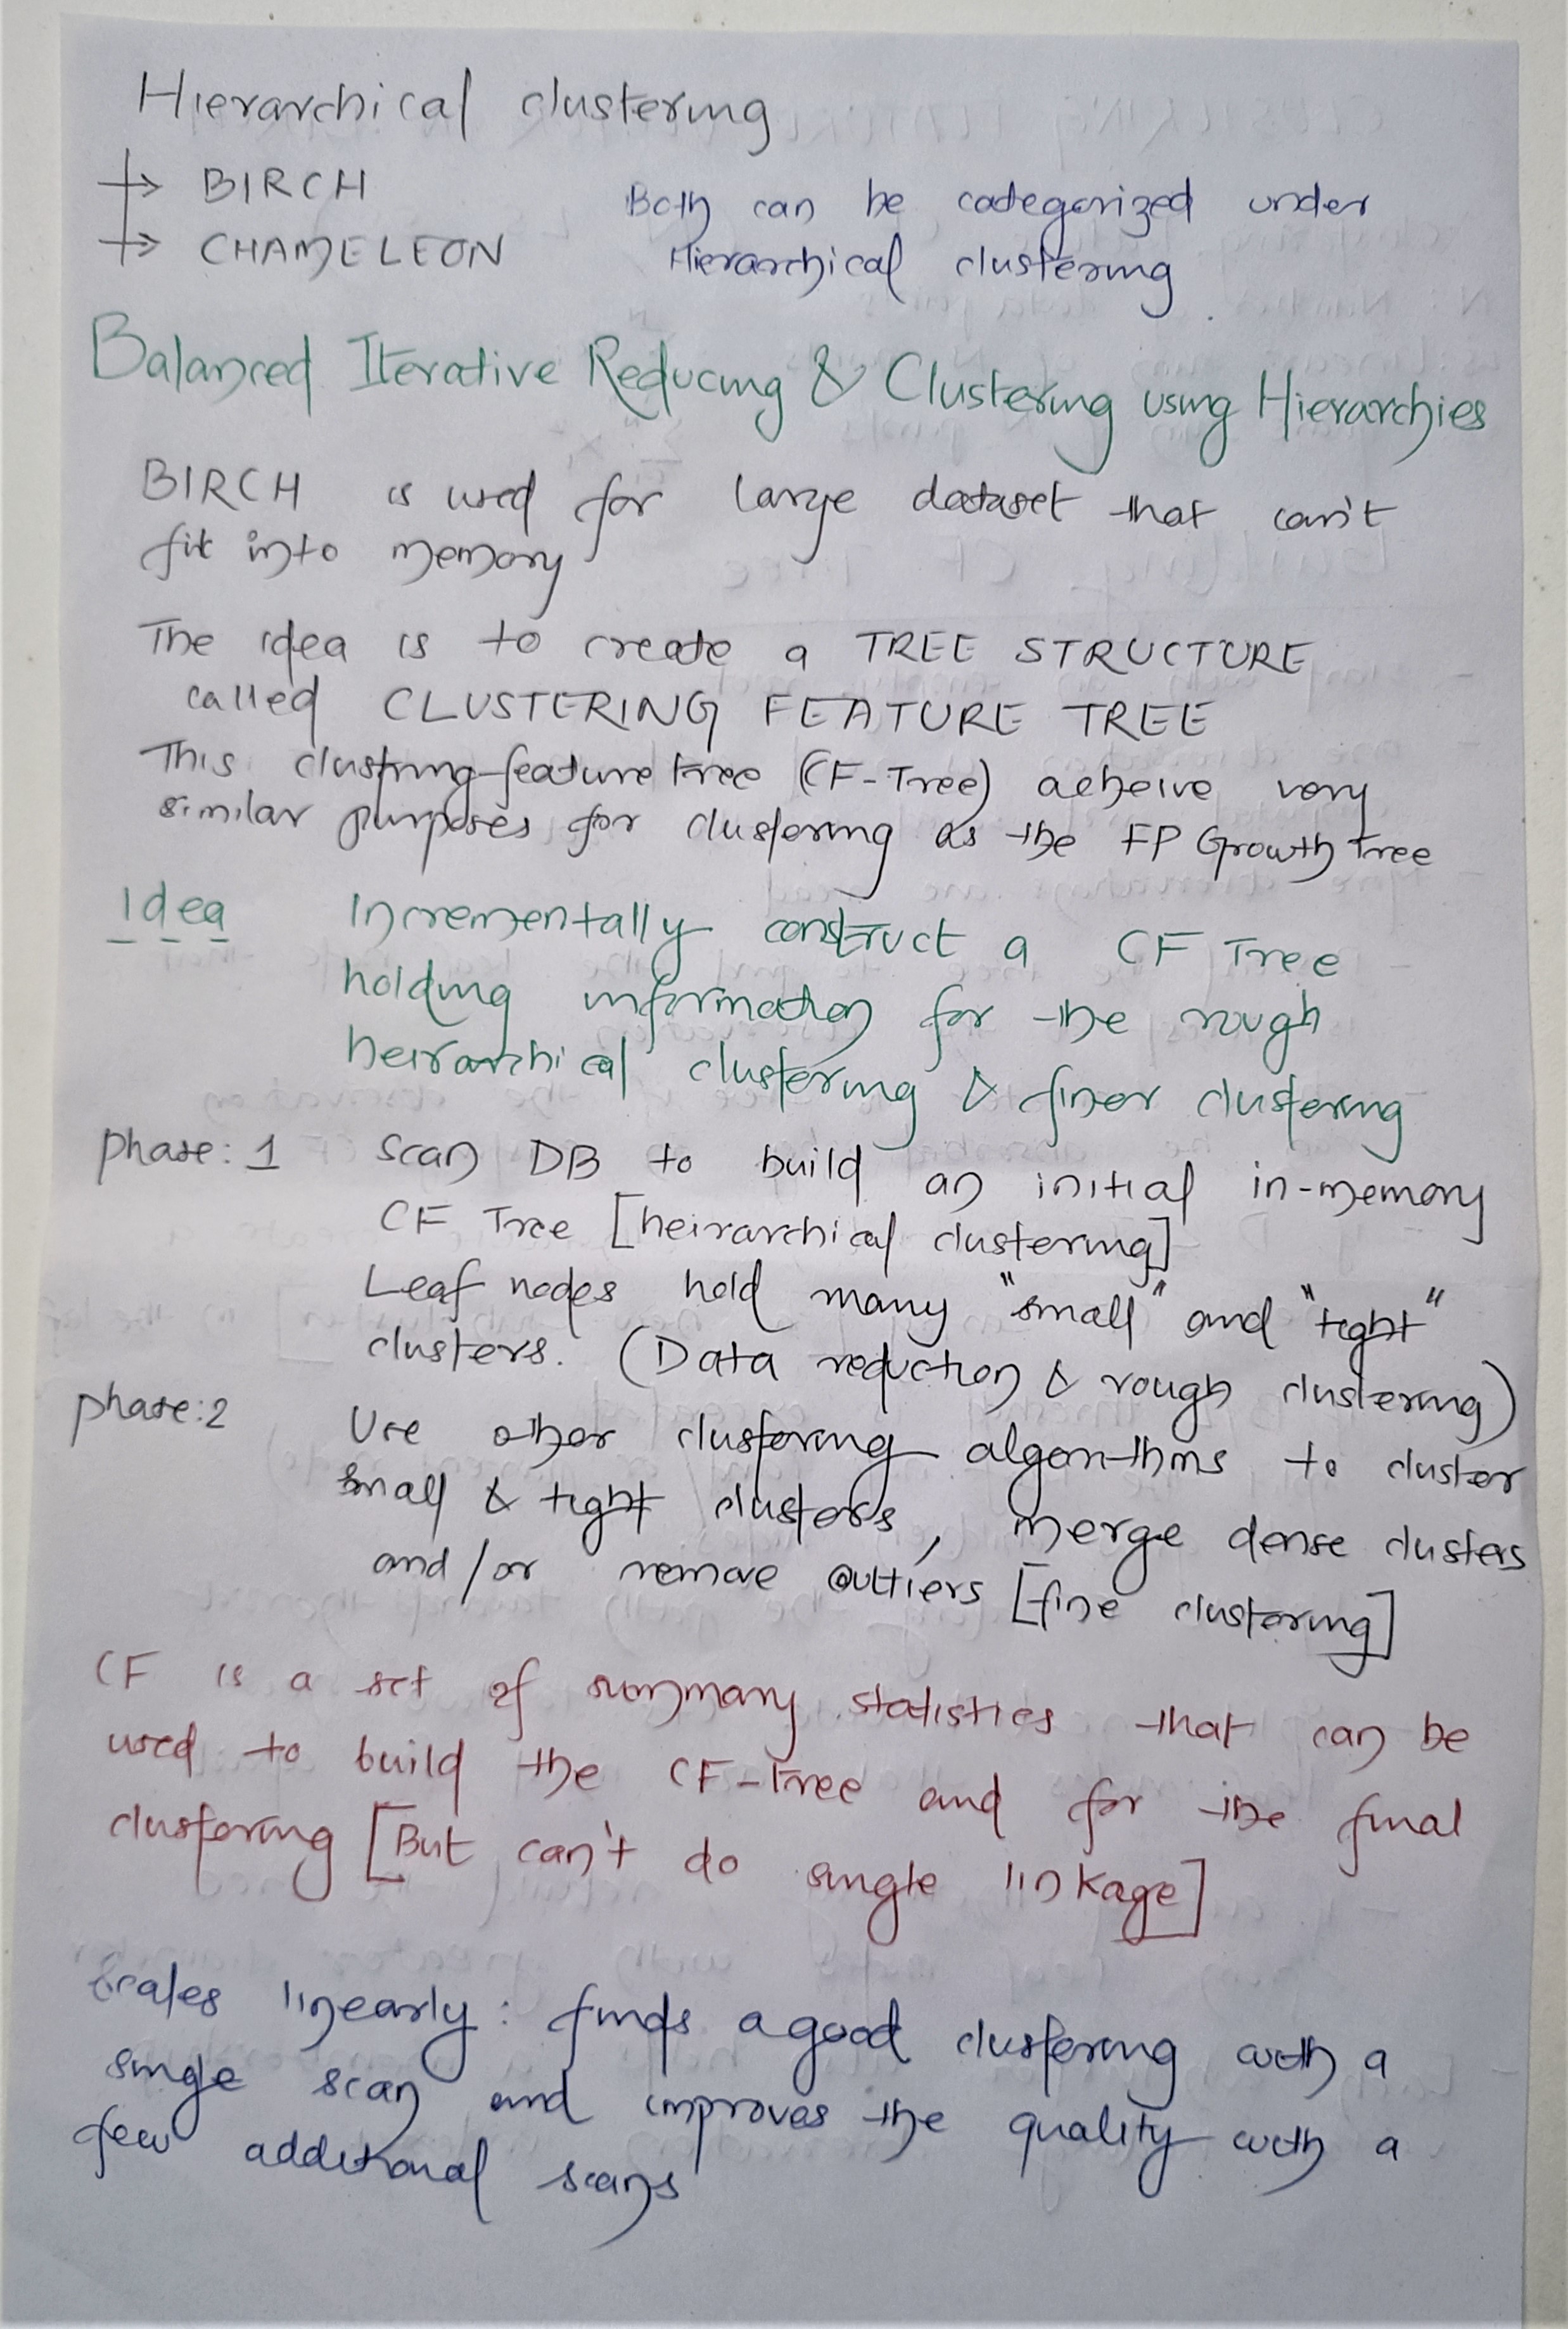 Hierarchical clustering
→ BIRCH
→ CHAMELEON
Both can be categorized under
Hierarchical clustering.
Balanced Iterative Reducing & Clustering using Hierarchies
BIRCH is used for large dataset that can't
fit into memory
The idea is to create a TREE STRUCTURE
called CLUSTERING FEATURE TREE
This clustring feature tree (CF-Tree) acheive very
similar purposes for clustering as the FP Growth Tree
Idea Incrementally construct a CF Tree
holding information for the rough
heirarchical clustering & finer clustering
phase: 1 Scan DB to build an initial in-memory
CF Tree [heirarchical clustering]
Leaf nodes hold many "small" and "tight"
clusters. (Data reduction & rough clustering)
phase:2 Use other clustering algorithms to cluster
small & tight clusters, merge dense clusters
and/or remove outliers [fine clustering]
CF is a set of summary statistics that can be
used to build the CF-Tree and for the final
clustering [But can't do single linkage]
Scales linearly: finds a good clustering with a
single scan and improves the quality with a
few additional scans